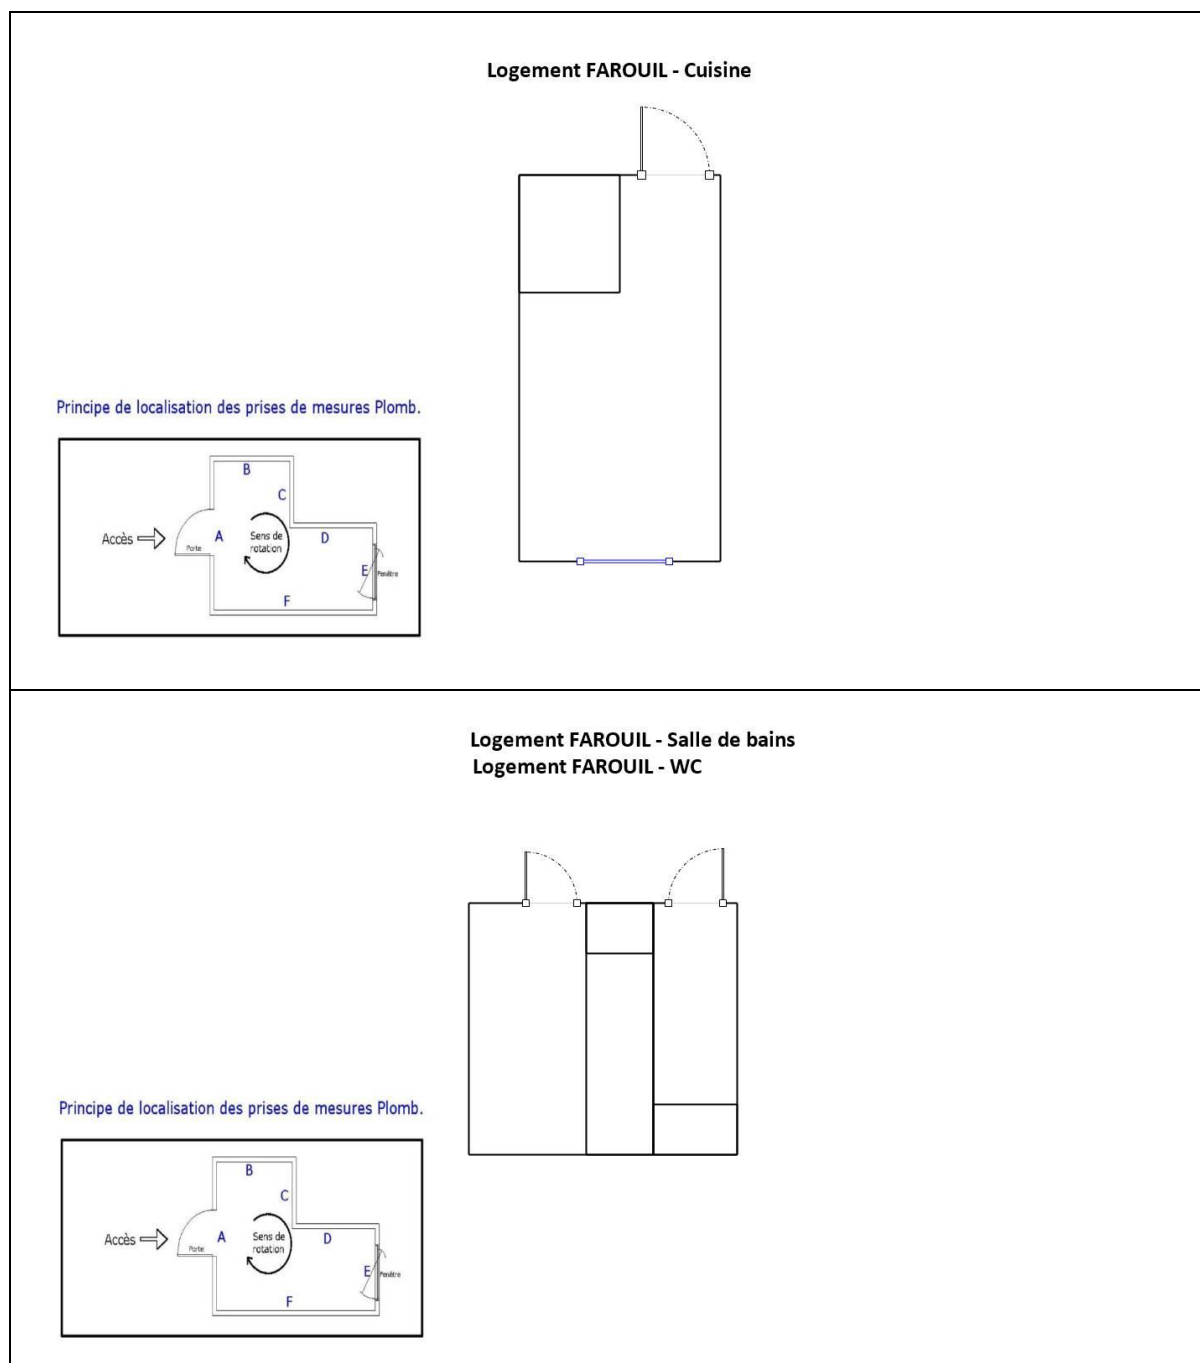 Logement FAROUIL - Cuisine
Principe de localisation des prises de mesures Plomb.
B
C
Accès
Porte
A
Sens de
rotation
D
E
Fenêtre
F
Logement FAROUIL - Salle de bains
Logement FAROUIL - WC
Principe de localisation des prises de mesures Plomb.
B
C
Accès
Porte
A
Sens de
rotation
D
E
Fenêtre
F